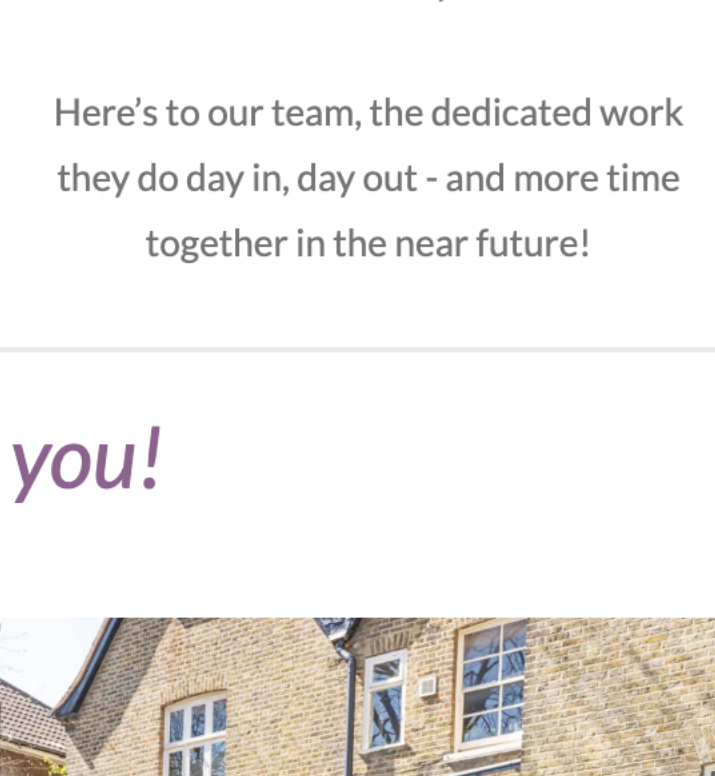 Here’s to our team, the dedicated work
they do day in, day out - and more time
together in the near future!
you!